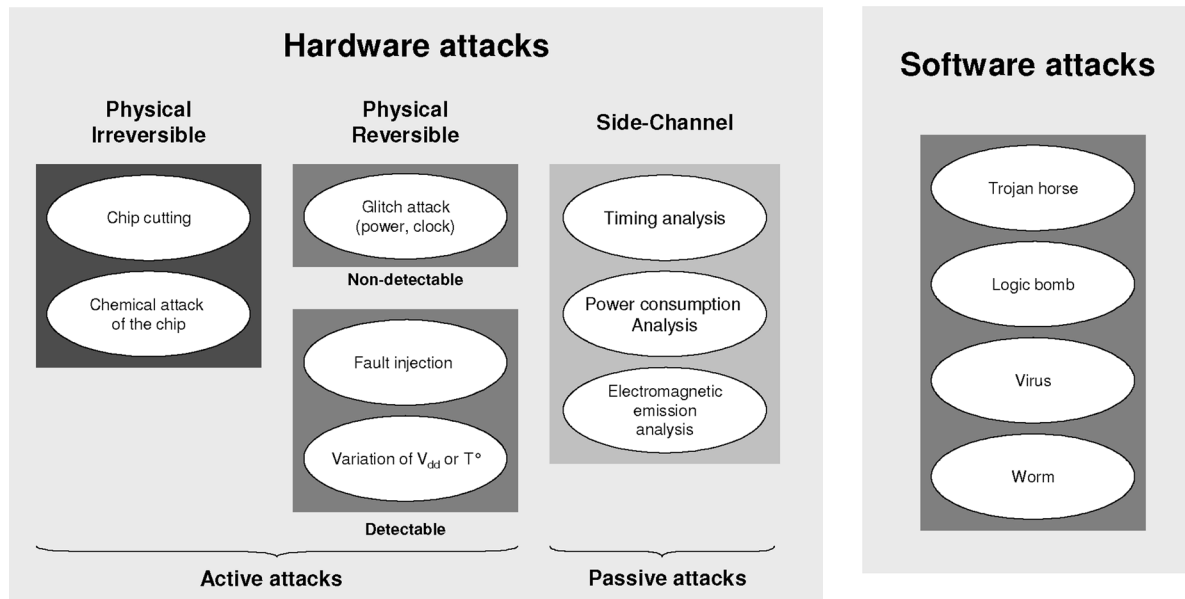 Hardware attacks
Physical
Irreversible
Chip cutting
Chemical attack
of the chip
Physical
Reversible
Glitch attack
(power, clock)
Non-detectable
Fault injection
Variation of Vdd or T°
Detectable
Side-Channel
Timing analysis
Power consumption
Analysis
Electromagnetic
emission
analysis
Active attacks
Passive attacks
Software attacks
Trojan horse
Logic bomb
Virus
Worm